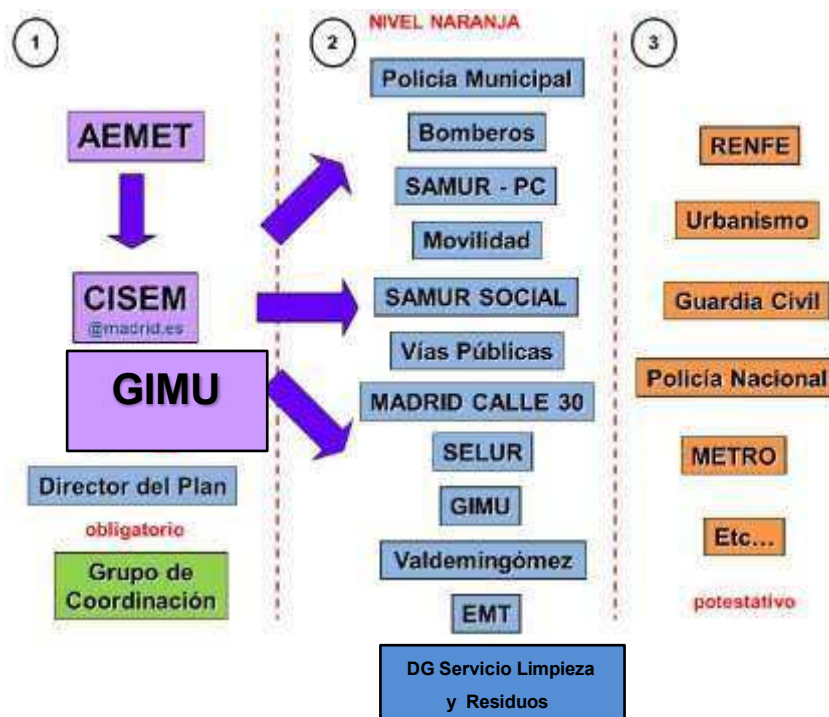 1
AEMET
CISEM
@madrid.es
GIMU
Director del Plan
obligatorio
Grupo de
Coordinación
NIVEL NARANJA
2
Policía Municipal
Bomberos
SAMUR - PC
Movilidad
SAMUR SOCIAL
Vías Públicas
MADRID CALLE 30
SELUR
GIMU
Valdemingómez
EMT
DG Servicio Limpieza
y Residuos
3
RENFE
Urbanismo
Guardia Civil
Policía Nacional
METRO
Etc...
potestativo